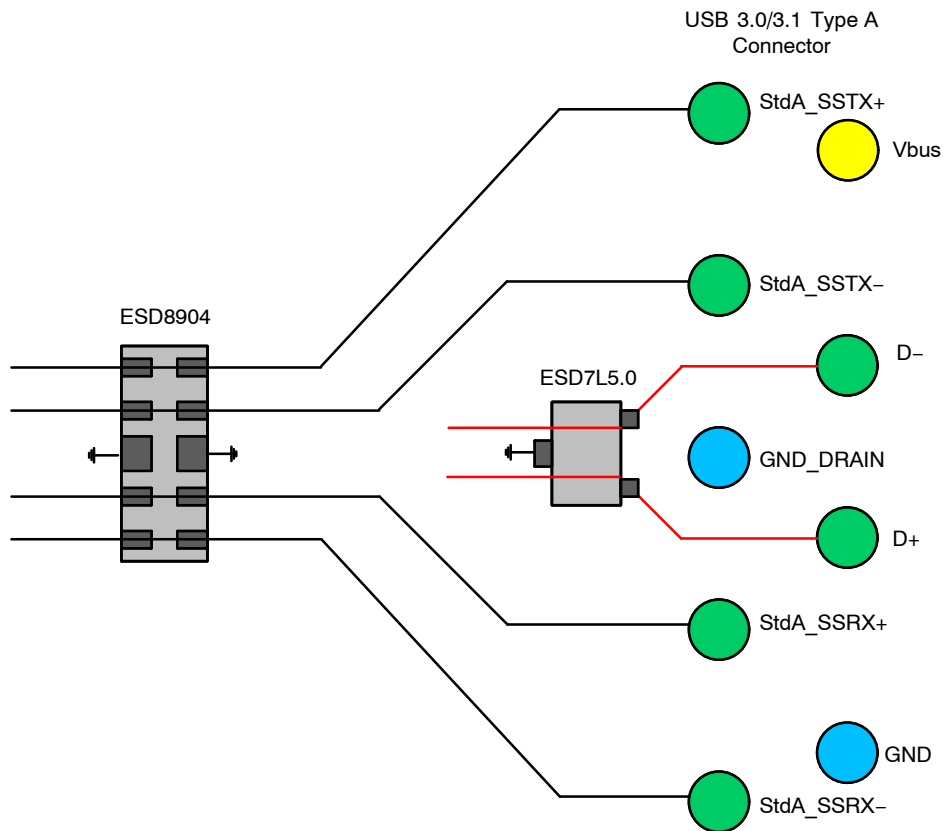 USB 3.0/3.1 Type A
Connector
StdA_SSTX+
Vbus
StdA_SSTX−
ESD8904
D−
ESD7L5.0
GND_DRAIN
D+
StdA_SSRX+
GND
StdA_SSRX−